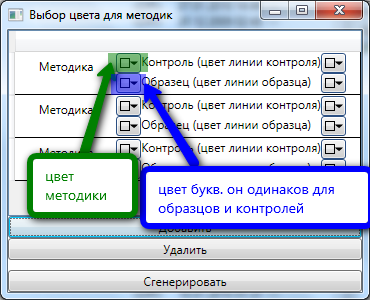 Выбор цвета для методик
Контроль (цвет линии контроля)
Методика
Образец (цвет линии образца)
Контроль (цвет линии контроля)
Методика
Образец (цвет линии образца)
Контроль (цвет линии контроля)
цвет
методики
цвет букв. он одинаков для
образцов и контролей
Добавить
Удалить
Сгенерировать